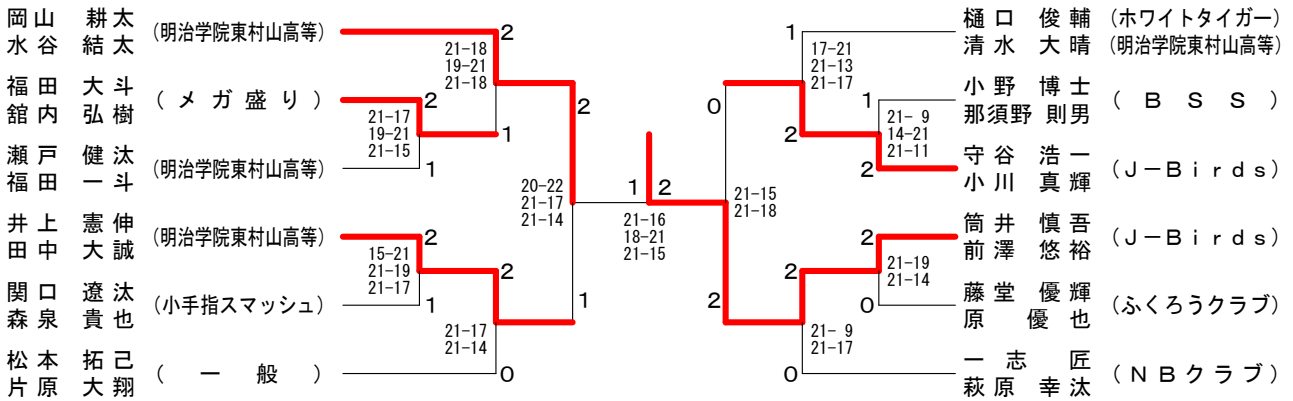 岡山 耕太
水谷 結太
(明治学院東村山高等)
福田 大斗
舘内 弘樹
(メガ盛り)
瀬戸 健汰
福田 一斗
(明治学院東村山高等)
井上 憲伸
田中 大誠
(明治学院東村山高等)
関口 遼汰
森泉 貴也
(小手指スマッシュ)
松本 拓己
片原 大翔
(一般)
2
21-18
19-21
21-18
1
2
21-17
19-21
21-15
1
2
20-22
21-17
21-14
1
2
15-21
21-19
21-17
1
2
21-17
21-14
0
1 2
21-16
18-21
21-15
0
21-15
21-18
2
1
17-21
21-13
21-17
2
1
21- 9
14-21
21-11
2
2
21-19
21-14
0
2
21- 9
21-17
0
樋口 俊輔 (ホワイトタイガー)
清水 大晴 (明治学院東村山高等)
小野 博士
那須野 則男
(BSS)
守谷 浩一
小川 真輝
(J-Birds)
筒井 慎吾
前澤 悠裕
(J-Birds)
藤堂 優輝
原 優也
(ふくろうクラブ)
一志 匠
萩原 幸汰
(NBクラブ)